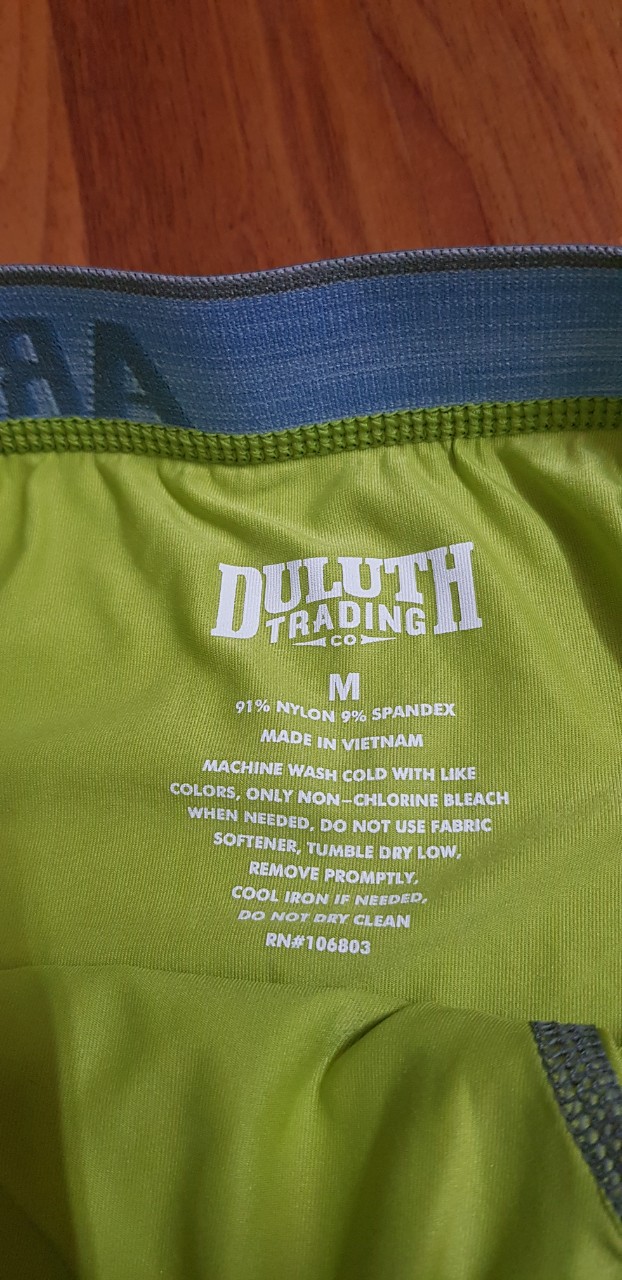 DULUTH
TRADING
CO
M
91% NYLON 9% SPANDEX
MADE IN VIETNAM
MACHINE WASH COLD WITH LIKE
COLORS, ONLY NON-CHLORINE BLEACH
WHEN NEEDED, DO NOT USE FABRIC
SOFTENER, TUMBLE DRY LOW,
REMOVE PROMPTLY,
COOL IRON IF NEEDED,
DO NOT DRY CLEAN
RN#106803